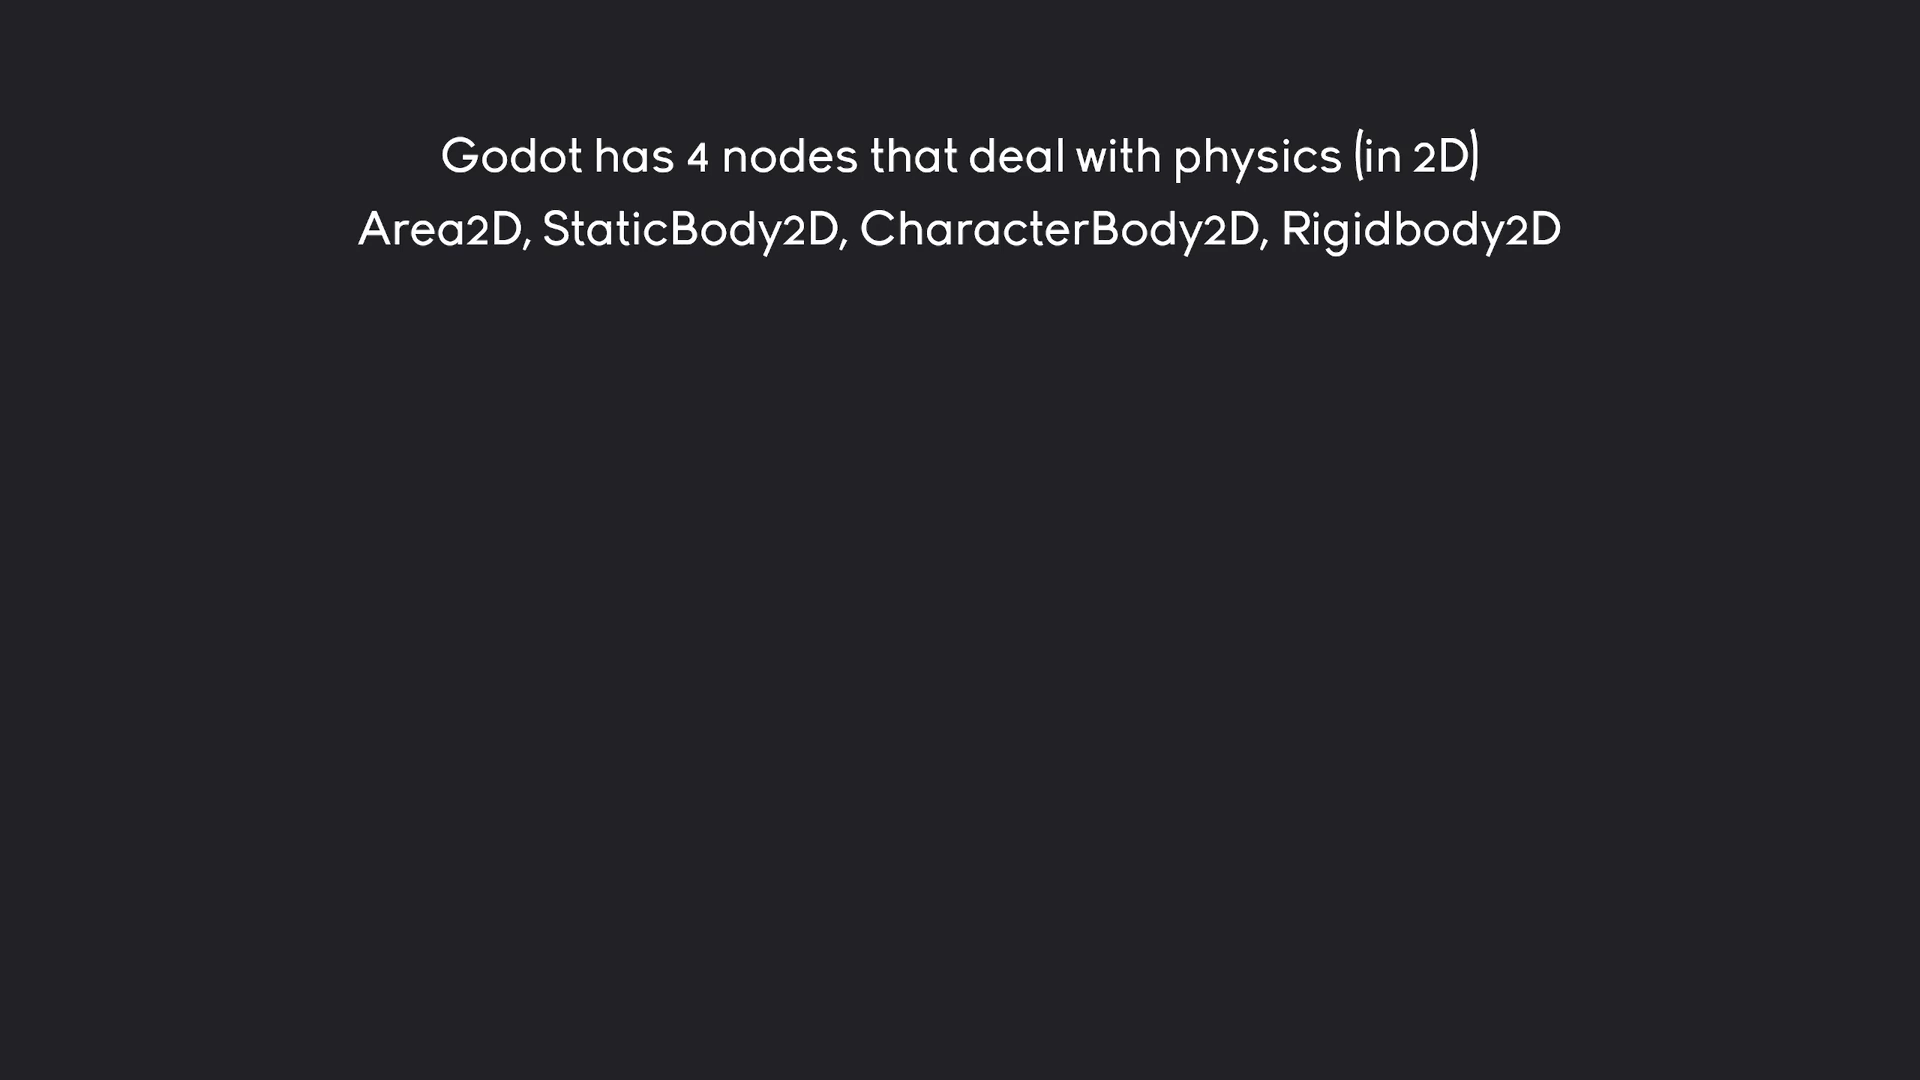 Godot has 4 nodes that deal with physics (in 2D)
Area2D, StaticBody2D, CharacterBody2D, Rigidbody2D